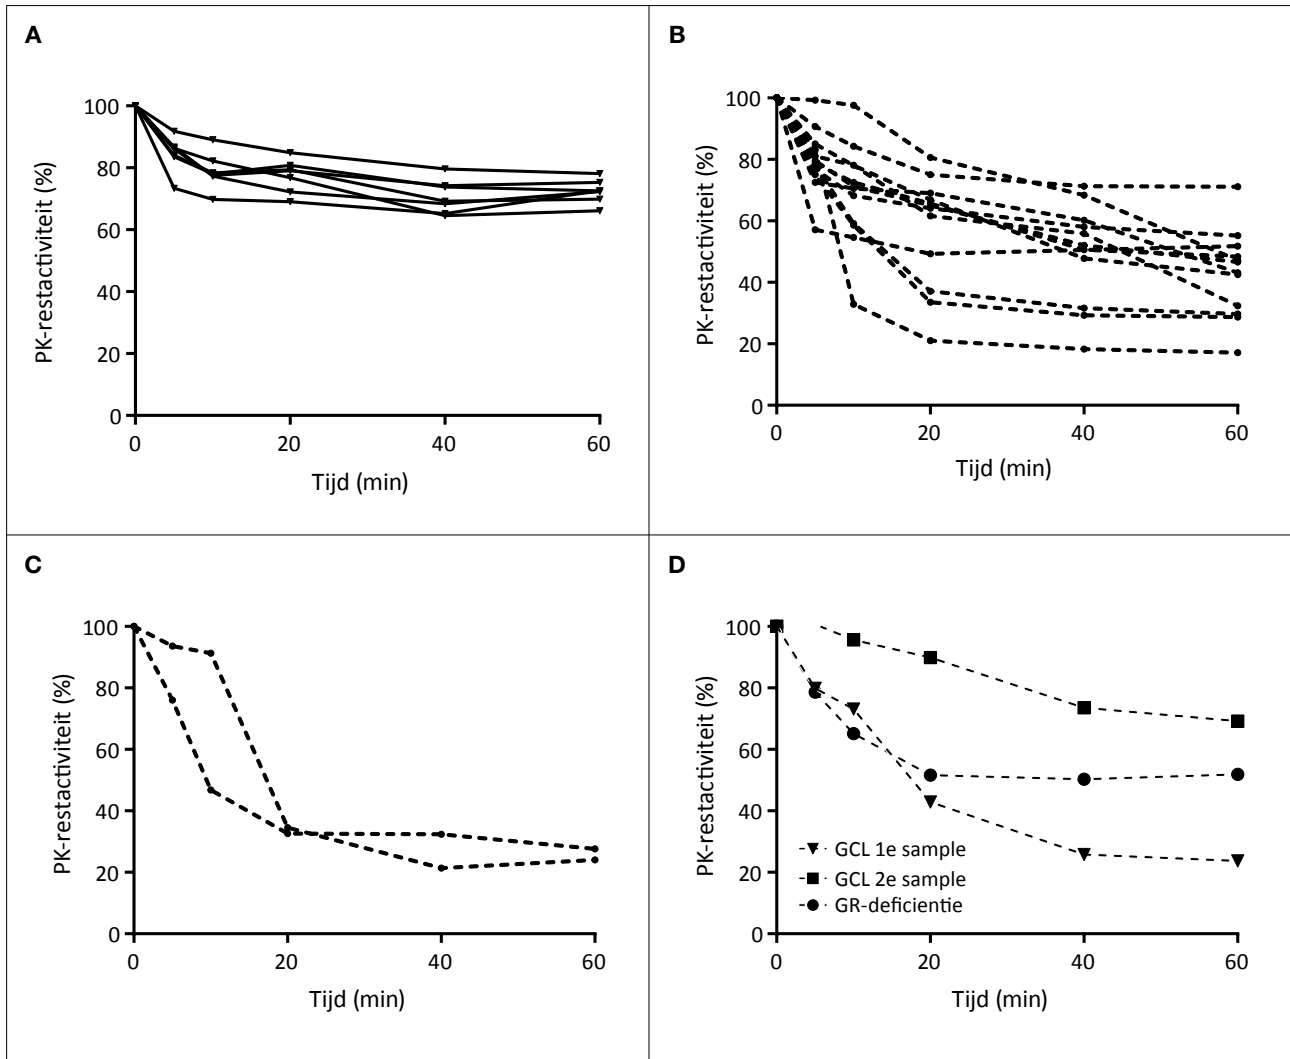 A
PK-restactiviteit (%)
100
80
60
40
20
0
0 20 40 60
Tijd (min)
B
PK-restactiviteit (%)
100
80
60
40
20
0
0 20 40 60
Tijd (min)
C
PK-restactiviteit (%)
100
80
60
40
20
0
0 20 40 60
Tijd (min)
D
PK-restactiviteit (%)
100
80
60
40
20
0
GCL 1e sample
GCL 2e sample
GR-deficientie
0 20 40 60
Tijd (min)